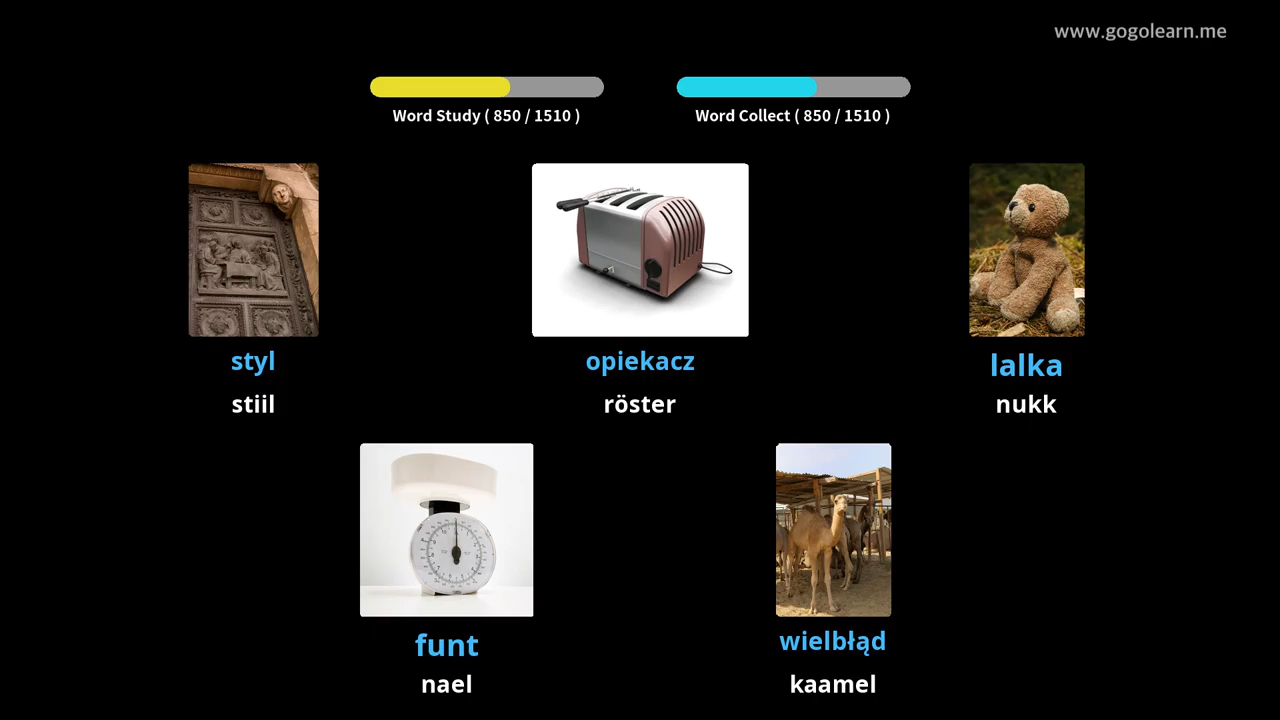 www.gogolearn.me
Word Study ( 850 / 1510 )
Word Collect ( 850 / 1510 )
styl
stiil
opiekacz
röster
lalka
nukk
funt
nael
wielbłąd
kaamel